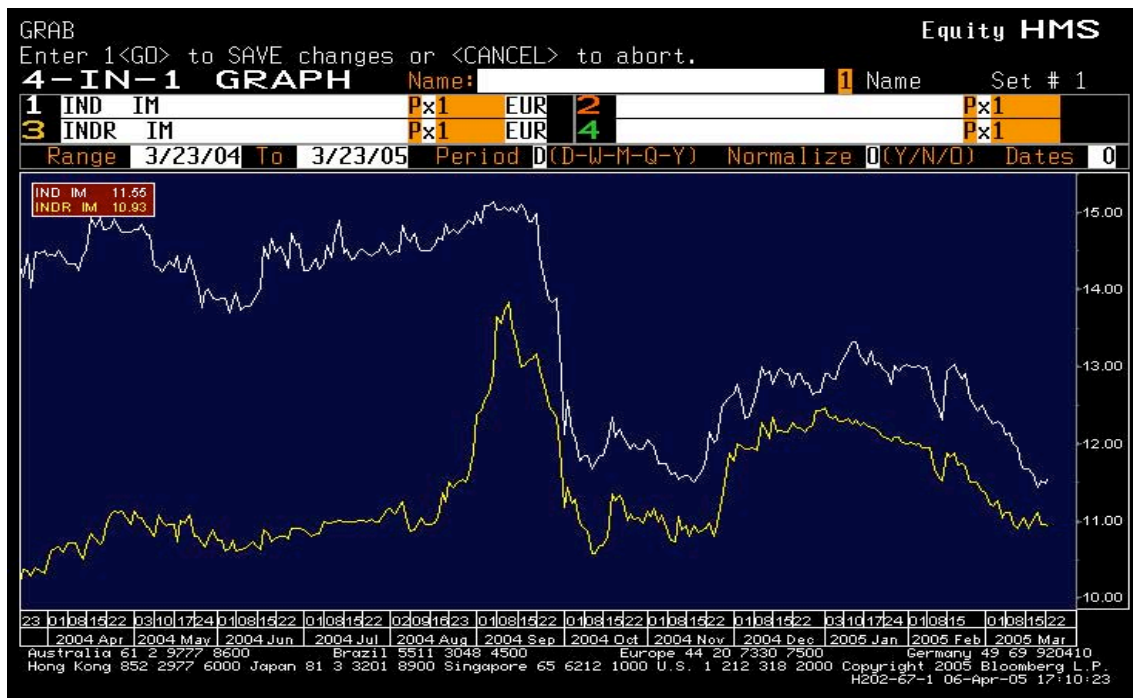 GRAB Equity HMS
Enter 1<GO> to SAVE changes or <CANCEL> to abort.
4-IN-1 GRAPH Name: 1 Name Set # 1
1 IND IM Px1 EUR 2 Px1
3 INDR IM Px1 EUR 4 Px1
Range 3/23/04 To 3/23/05 Period D(D-W-M-Q-Y) Normalize O(Y/N/O) Dates 0
IND IM 11.55
INDR IM 10.93
15.00
14.00
13.00
12.00
11.00
10.00
23 01 08 15 22 03 10 17 24 01 08 15 22 01 08 15 22 02 09 16 23 01 08 15 22 01 08 15 22 01 08 15 22 01 08 15 22 03 10 17 24 01 08 15 01 08 15 22
2004 Apr 2004 May 2004 Jun 2004 Jul 2004 Aug 2004 Sep 2004 Oct 2004 Nov 2004 Dec 2005 Jan 2005 Feb 2005 Mar
Australia 61 2 9777 8600 Brazil 5511 3048 4500 Europe 44 20 7330 7500 Germany 49 69 920410
Hong Kong 852 2977 6000 Japan 81 3 3201 8900 Singapore 65 6212 1000 U.S. 1 212 318 2000 Copyright 2005 Bloomberg L.P.
H202-67-1 06-Apr-05 17:10:23